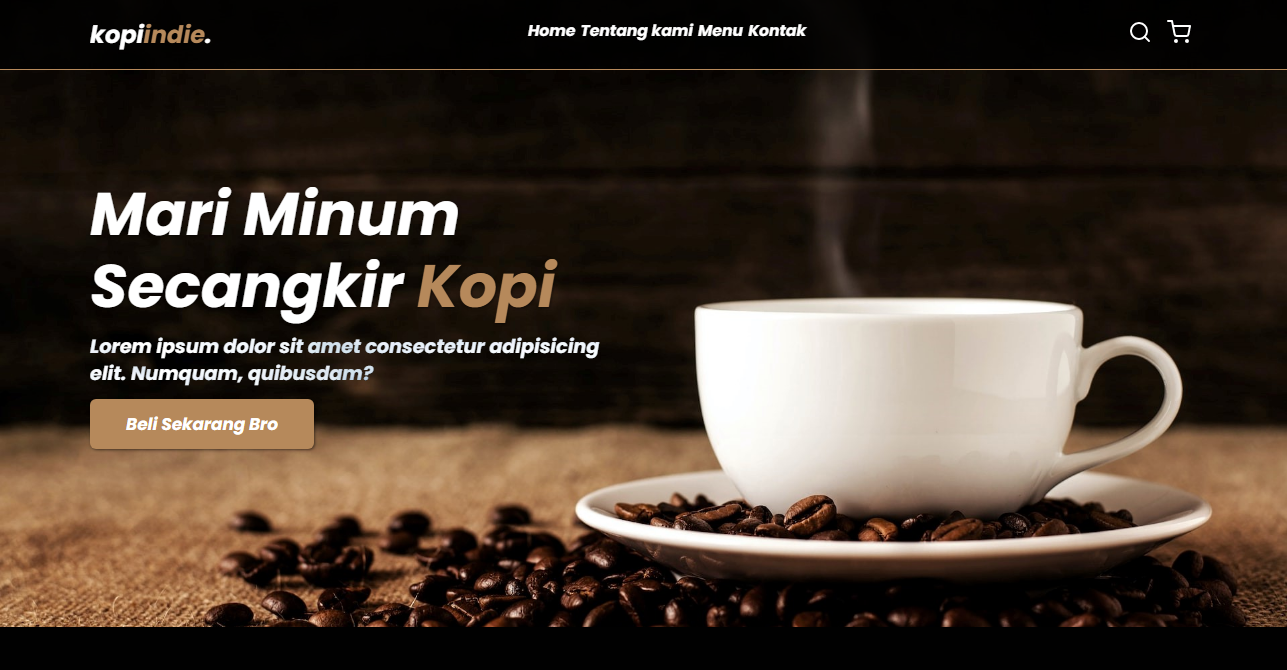 kopiindie.
Home Tentang kami Menu Kontak
Mari Minum
Secangkir Kopi
Lorem ipsum dolor sit amet consectetur adipisicing
elit. Numquam, quibusdam?
Beli Sekarang Bro